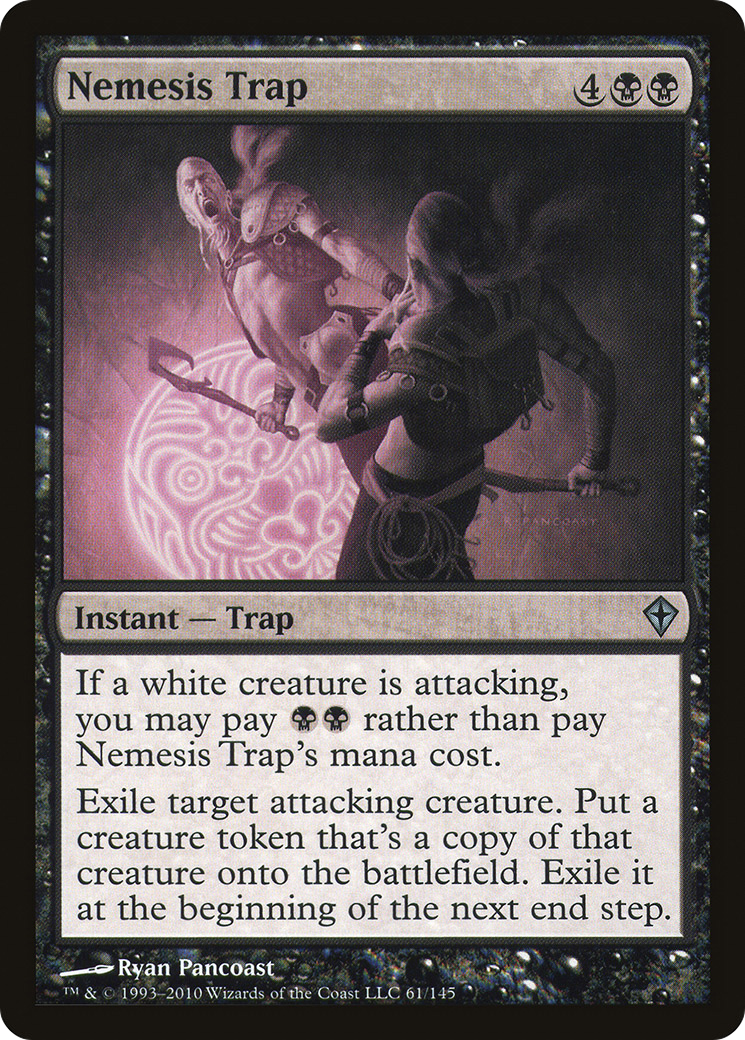 Nemesis Trap 4
R. PANCOAST
Instant — Trap
If a white creature is attacking,
you may pay rather than pay
Nemesis Trap's mana cost.
Exile target attacking creature. Put a
creature token that's a copy of that
creature onto the battlefield. Exile it
at the beginning of the next end step.
Ryan Pancoast
™ & © 1993–2010 Wizards of the Coast LLC 61/145